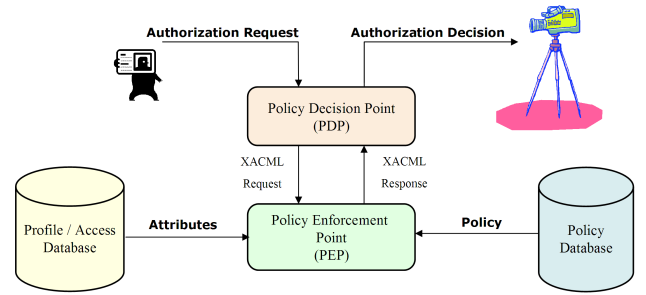 Authorization Request
Authorization Decision
Policy Decision Point
(PDP)
XACML
Request
XACML
Response
Profile / Access
Database
Attributes
Policy Enforcement
Point
(PEP)
Policy
Policy
Database